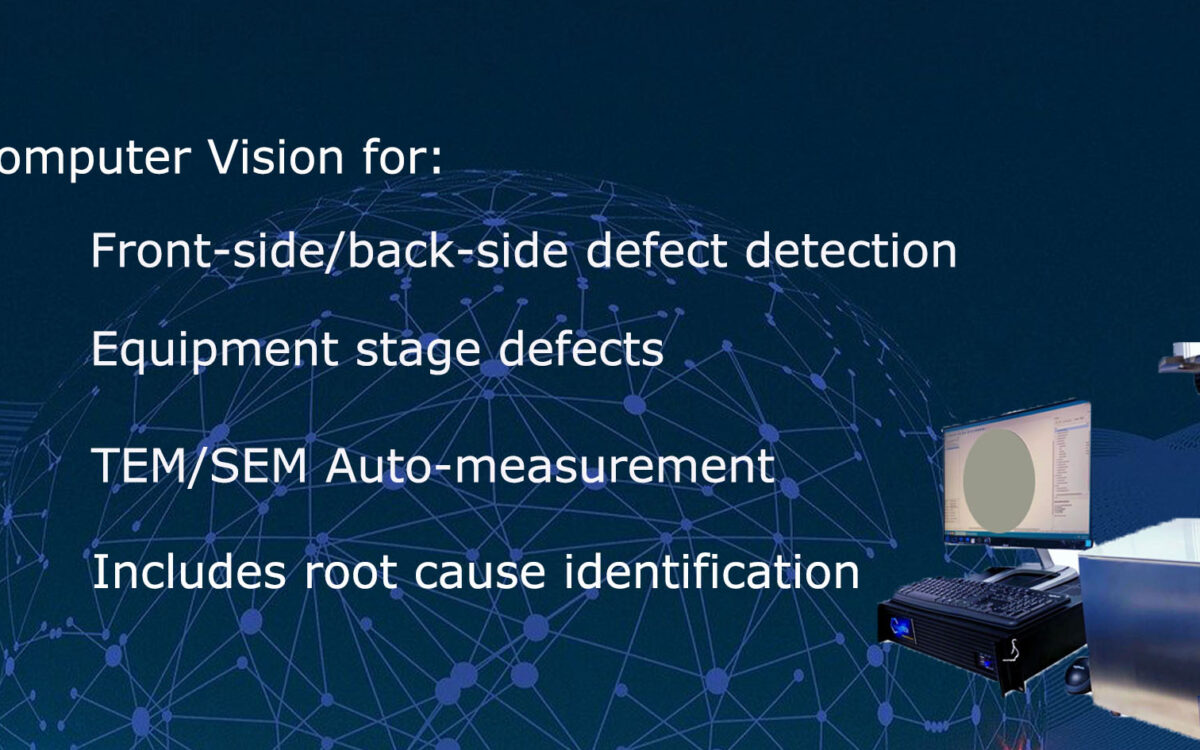 omputer Vision for:
Front-side/back-side defect detection
Equipment stage defects
TEM/SEM Auto-measurement
Includes root cause identification